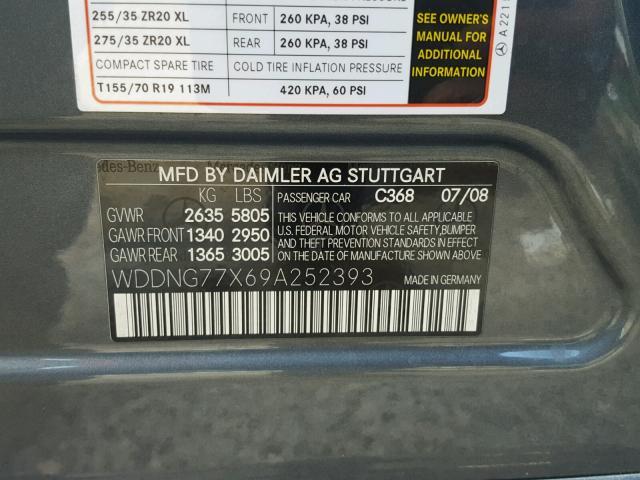 255/35 ZR20 XL FRONT 260 KPA, 38 PSI
275/35 ZR20 XL REAR 260 KPA, 38 PSI
COMPACT SPARE TIRE COLD TIRE INFLATION PRESSURE
T155/70 R19 113M 420 KPA, 60 PSI
SEE OWNER'S
MANUAL FOR
ADDITIONAL
INFORMATION
A 221
MFD BY DAIMLER AG STUTTGART
KG LBS
GVWR 2635 5805
GAWR FRONT 1340 2950
GAWR REAR 1365 3005
PASSENGER CAR C368 07/08
THIS VEHICLE CONFORMS TO ALL APPLICABLE
U.S. FEDERAL MOTOR VEHICLE SAFETY,BUMPER
AND THEFT PREVENTION STANDARDS IN EFFECT
ON THE DATE OF MANUFACTURE SHOWN ABOVE.
WDDNG77X69A252393
MADE IN GERMANY